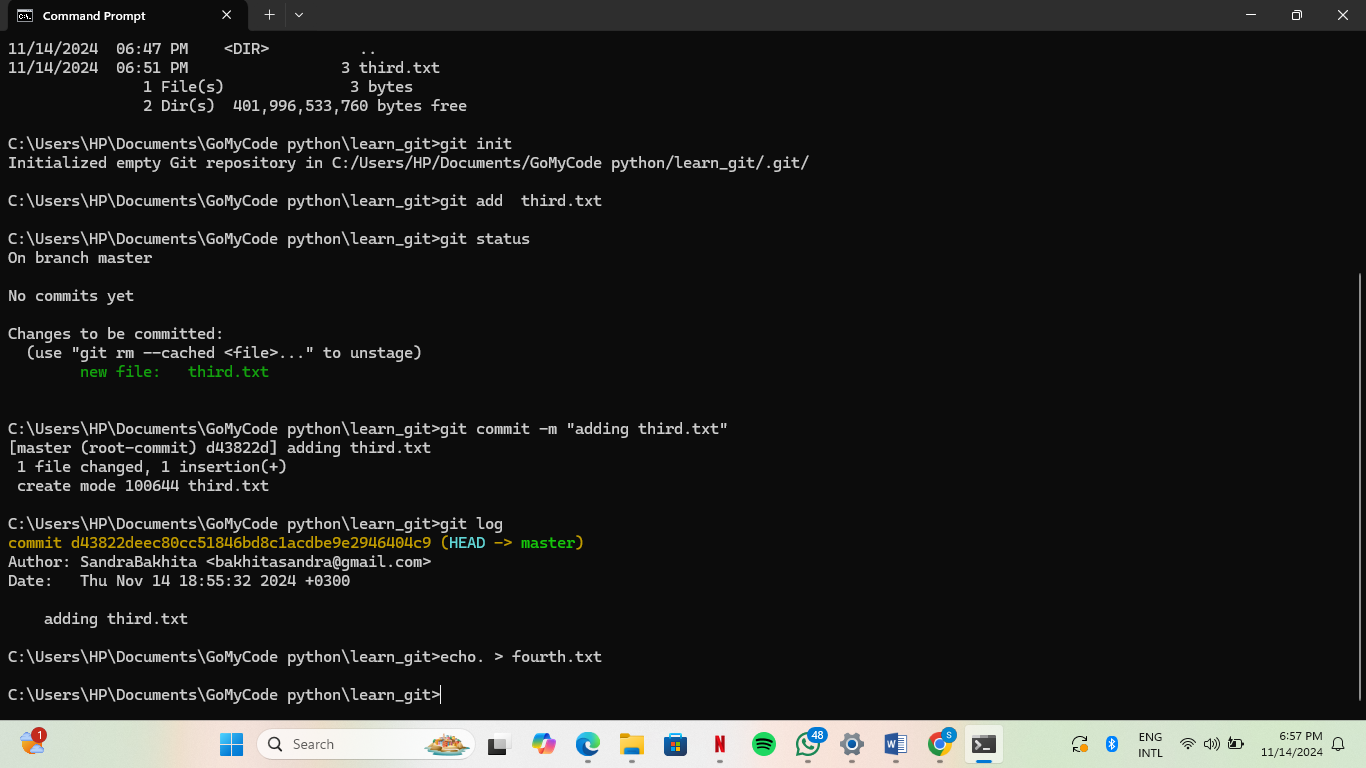 Command Prompt
11/14/2024  06:47 PM    <DIR>          ..
11/14/2024  06:51 PM                 3 third.txt
               1 File(s)              3 bytes
               2 Dir(s)  401,996,533,760 bytes free
C:\Users\HP\Documents\GoMyCode python\learn_git>git init
Initialized empty Git repository in C:/Users/HP/Documents/GoMyCode python/learn_git/.git/
C:\Users\HP\Documents\GoMyCode python\learn_git>git add  third.txt
C:\Users\HP\Documents\GoMyCode python\learn_git>git status
On branch master
No commits yet
Changes to be committed:
  (use "git rm --cached <file>..." to unstage)
        new file:   third.txt
C:\Users\HP\Documents\GoMyCode python\learn_git>git commit -m "adding third.txt"
[master (root-commit) d43822d] adding third.txt
 1 file changed, 1 insertion(+)
 create mode 100644 third.txt
C:\Users\HP\Documents\GoMyCode python\learn_git>git log
commit d43822deec80cc51846bd8c1acdbe9e2946404c9 (HEAD -> master)
Author: SandraBakhita <bakhitasandra@gmail.com>
Date:   Thu Nov 14 18:55:32 2024 +0300
    adding third.txt
C:\Users\HP\Documents\GoMyCode python\learn_git>echo. > fourth.txt
C:\Users\HP\Documents\GoMyCode python\learn_git>
1
Search
48
S
ENG
INTL
6:57 PM
11/14/2024